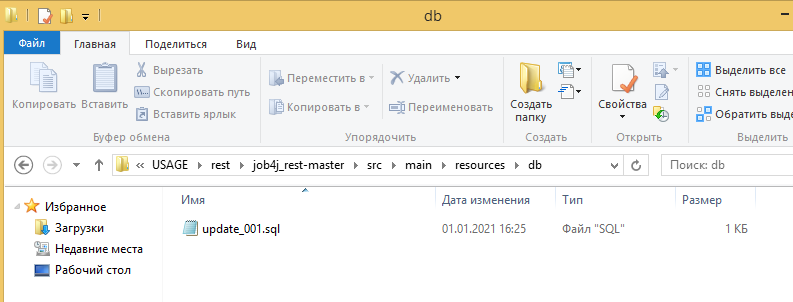 db
Файл Главная Поделиться Вид
Копировать
Вставить
Вырезать
Скопировать путь
Вставить ярлык
Буфер обмена
Переместить в
Копировать в
Удалить
Переименовать
Упорядочить
Создать папку
Создать
Свойства
Открыть
Выделить все
Снять выделен
Обратить выде
Выделить
« USAGE rest job4j_rest-master src main resources db
Поиск: db
Избранное
Загрузки
Недавние места
Рабочий стол
Имя Дата изменения Тип Размер
update_001.sql 01.01.2021 16:25 Файл "SQL" 1 КБ